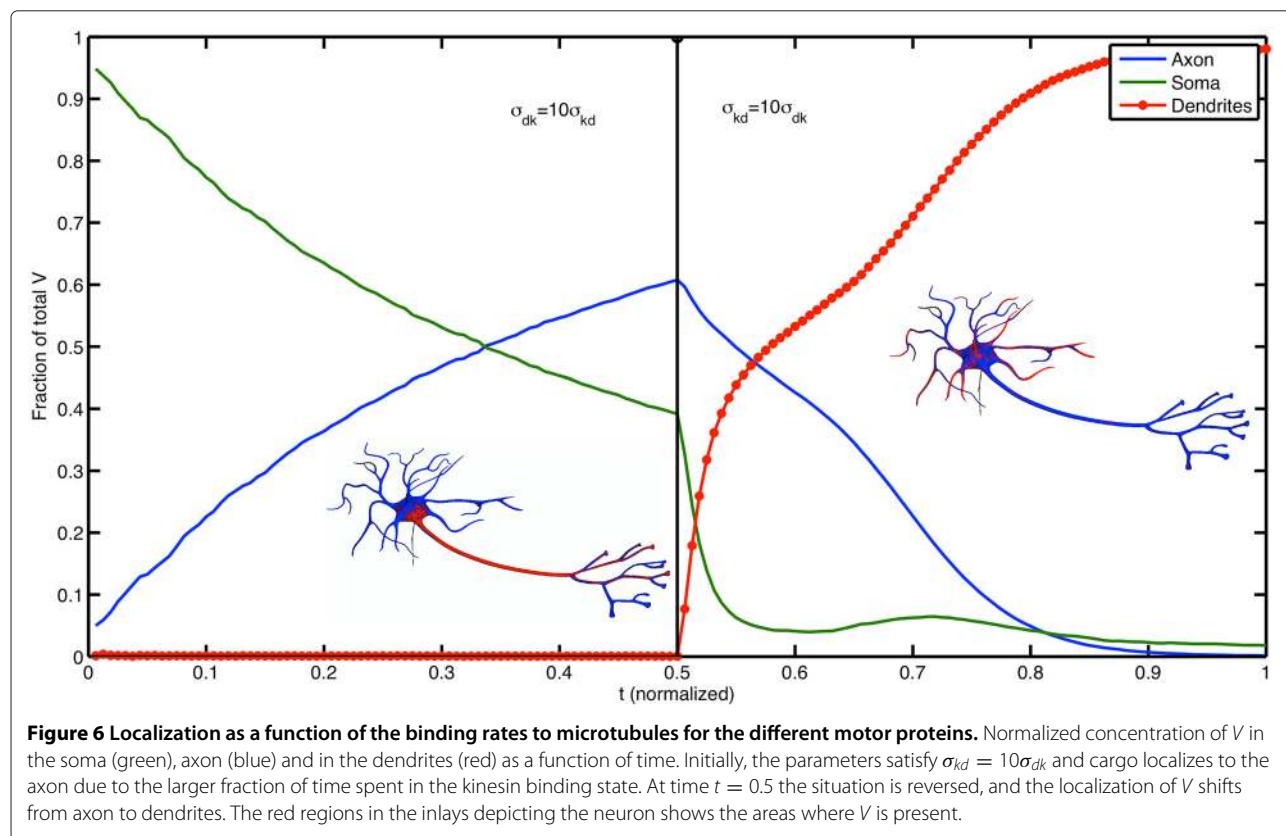 1
0.9
0.8
0.7
0.6
0.5
0.4
0.3
0.2
0.1
0
Fraction of total V
σdk=10σkd
σkd=10σdk
Axon
Soma
Dendrites
0 0.1 0.2 0.3 0.4 0.5 0.6 0.7 0.8 0.9 1
t (normalized)
Figure 6 Localization as a function of the binding rates to microtubules for the different motor proteins. Normalized concentration of V in
the soma (green), axon (blue) and in the dendrites (red) as a function of time. Initially, the parameters satisfy σkd = 10σdk and cargo localizes to the
axon due to the larger fraction of time spent in the kinesin binding state. At time t = 0.5 the situation is reversed, and the localization of V shifts
from axon to dendrites. The red regions in the inlays depicting the neuron shows the areas where V is present.